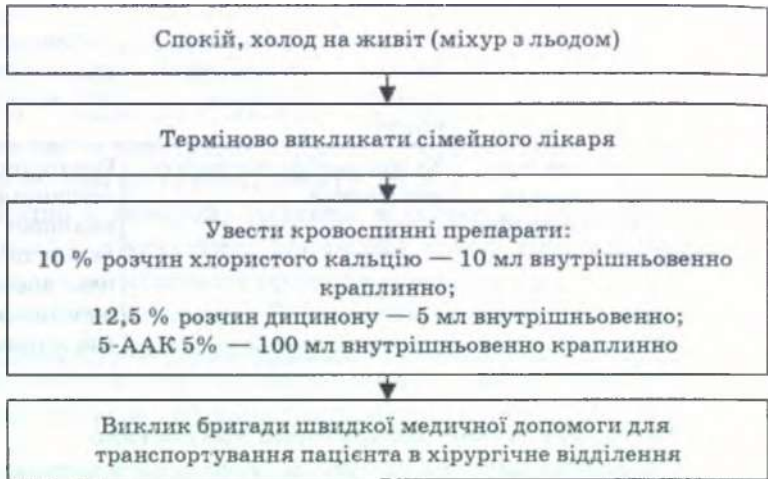 Спокій, холод на живіт (міхур з льодом)
Терміново викликати сімейного лікаря
Увести кровоспинні препарати:
10 % розчин хлористого кальцію — 10 мл внутрішньовенно
краплинно;
12,5 % розчин дицинону — 5 мл внутрішньовенно;
5-ААК 5% — 100 мл внутрішньовенно краплинно
Виклик бригади швидкої медичної допомоги для
транспортування пацієнта в хірургічне відділення